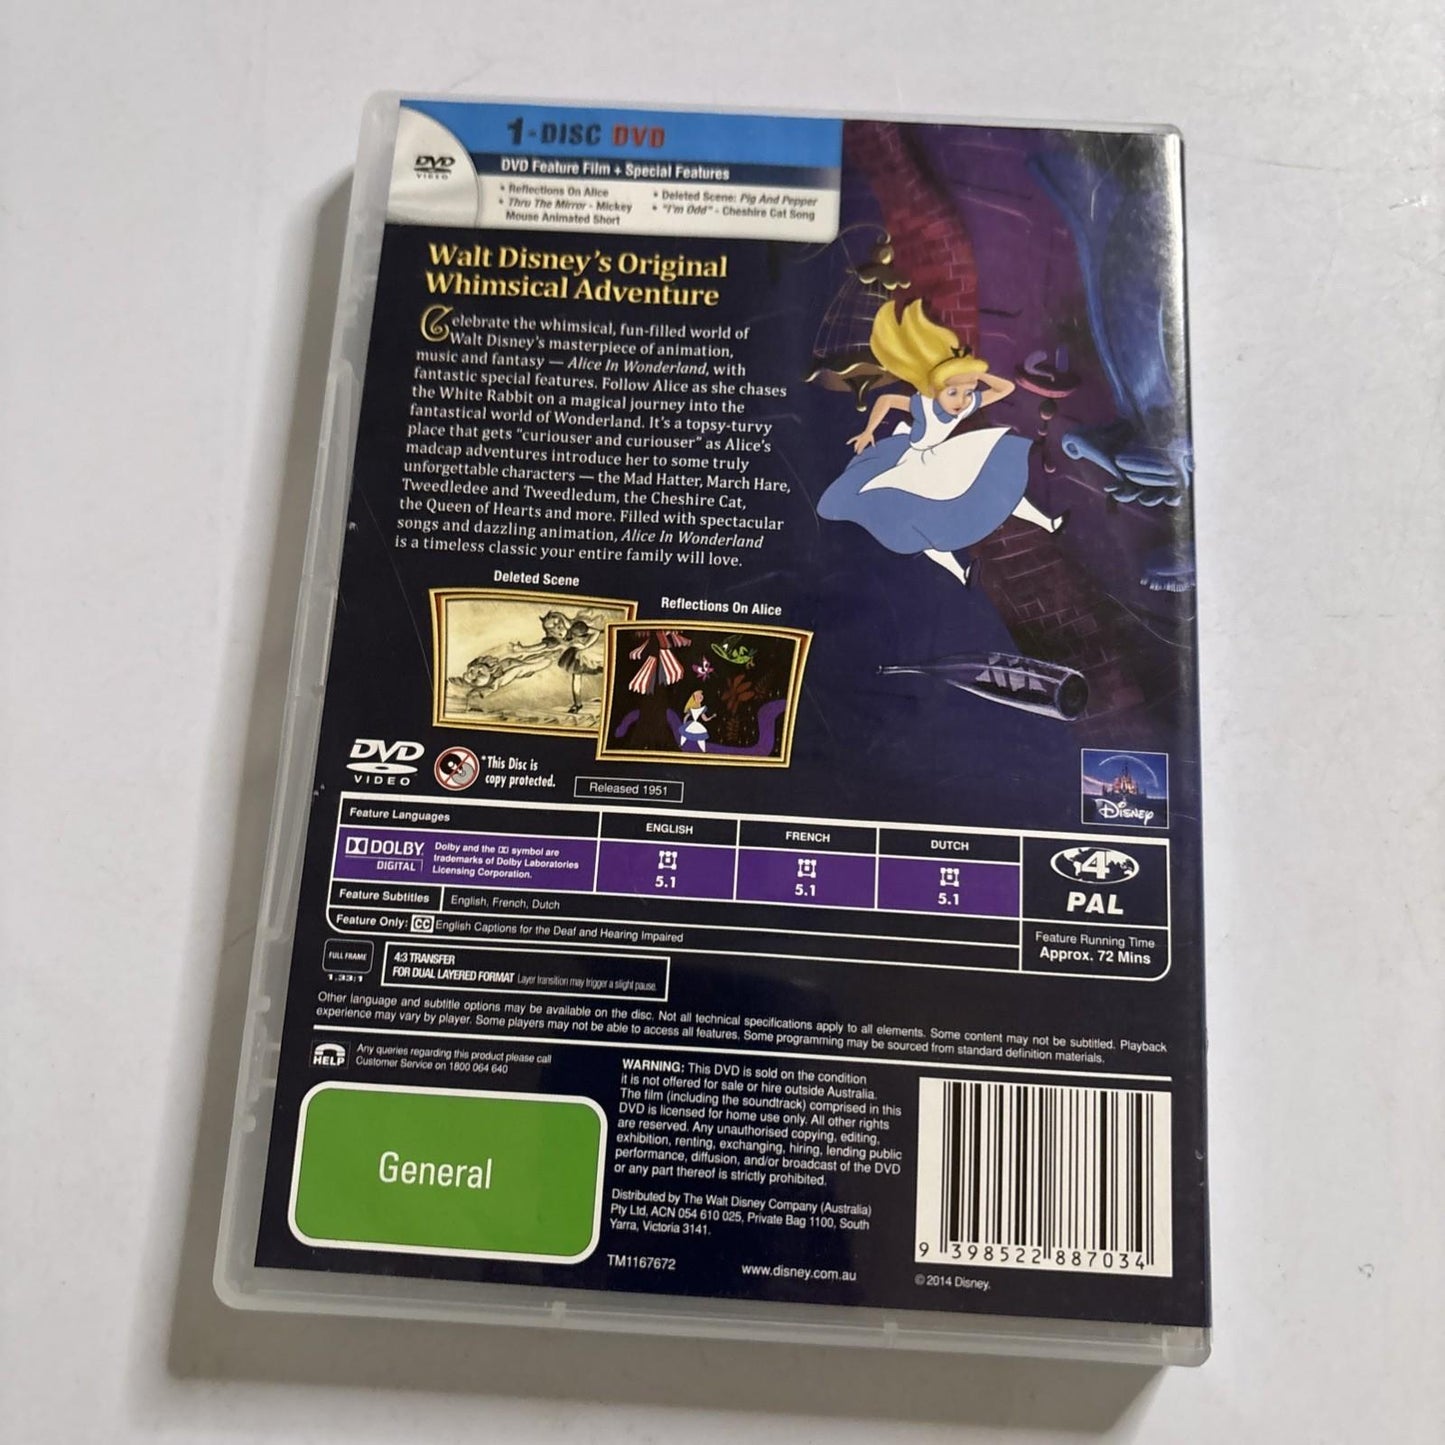 1-DISC DVD
DVD
VIDEO
DVD Feature Film + Special Features
• Reflections On Alice
• Thru The Mirror - Mickey
Mouse Animated Short
• Deleted Scene: Pig And Pepper
• "I'm Odd" - Cheshire Cat Song
Walt Disney's Original
Whimsical Adventure
Celebrate the whimsical, fun-filled world of
Walt Disney's masterpiece of animation,
music and fantasy — Alice In Wonderland, with
fantastic special features. Follow Alice as she chases
the White Rabbit on a magical journey into the
fantastical world of Wonderland. It's a topsy-turvy
place that gets "curiouser and curiouser" as Alice's
madcap adventures introduce her to some truly
unforgettable characters — the Mad Hatter, March Hare,
Tweedledee and Tweedledum, the Cheshire Cat,
the Queen of Hearts and more. Filled with spectacular
songs and dazzling animation, Alice In Wonderland
is a timeless classic your entire family will love.
Deleted Scene
Reflections On Alice
DVD
VIDEO
*This Disc is
copy protected.
Released 1951
Disney
Feature Languages
ENGLISH
FRENCH
DUTCH
DOLBY
DIGITAL
Dolby and the DD symbol are
trademarks of Dolby Laboratories
Licensing Corporation.
5.1
5.1
5.1
4
PAL
Feature Subtitles
English, French, Dutch
Feature Only: CC English Captions for the Deaf and Hearing Impaired
Feature Running Time
Approx. 72 Mins
FULL FRAME
1.33:1
4:3 TRANSFER
FOR DUAL LAYERED FORMAT Layer transition may trigger a slight pause.
Other language and subtitle options may be available on the disc. Not all technical specifications apply to all elements. Some content may not be subtitled. Playback
experience may vary by player. Some players may not be able to access all features. Some programming may be sourced from standard definition materials.
HELP
Any queries regarding this product please call
Customer Service on 1800 064 640
General
WARNING: This DVD is sold on the condition
it is not offered for sale or hire outside Australia.
The film (including the soundtrack) comprised in this
DVD is licensed for home use only. All other rights
are reserved. Any unauthorised copying, editing,
exhibition, renting, exchanging, hiring, lending public
performance, diffusion, and/or broadcast of the DVD
or any part thereof is strictly prohibited.
Distributed by The Walt Disney Company (Australia)
Pty Ltd, ACN 054 610 025, Private Bag 1100, South
Yarra, Victoria 3141.
TM1167672
www.disney.com.au
9 398522 887034
© 2014 Disney.